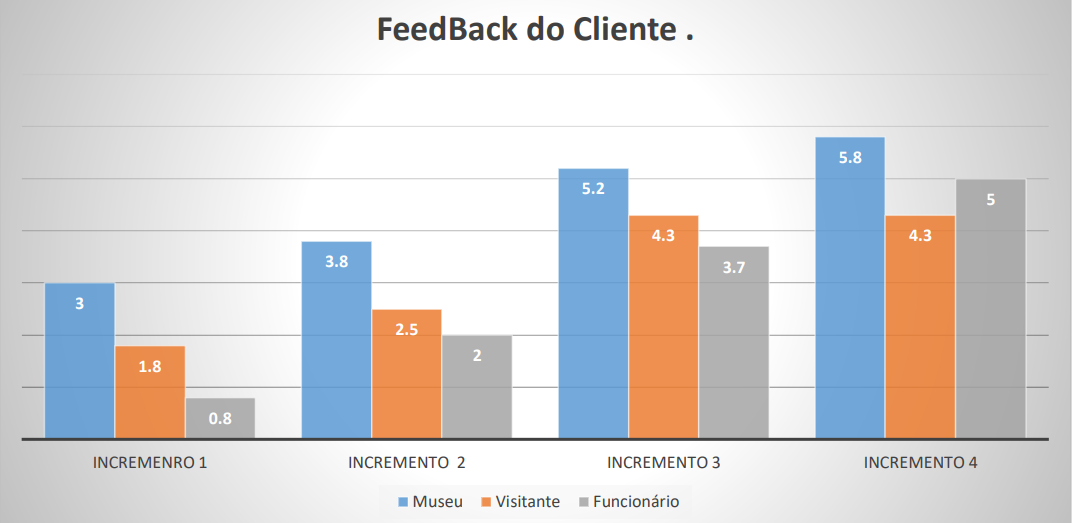 FeedBack do Cliente .
3
1.8
0.8
3.8
2.5
2
5.2
4.3
3.7
5.8
4.3
5
INCREMENRO 1
INCREMENTO  2
INCREMENTO 3
INCREMENTO 4
Museu
Visitante
Funcionário